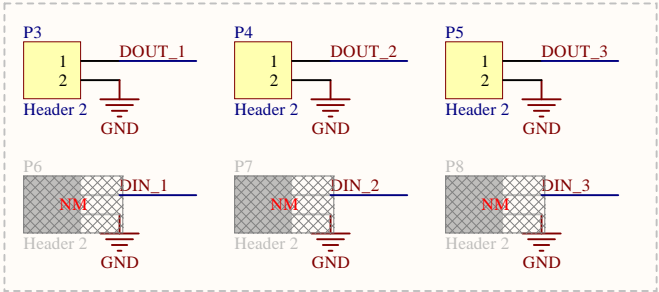 P3 P4 P5
1 DOUT_1 1 DOUT_2 1 DOUT_3
2 2 2
Header 2 Header 2 Header 2
GND GND GND
P6 P7 P8
DIN_1 DIN_2 DIN_3
NM NM NM
Header 2 Header 2 Header 2
GND GND GND